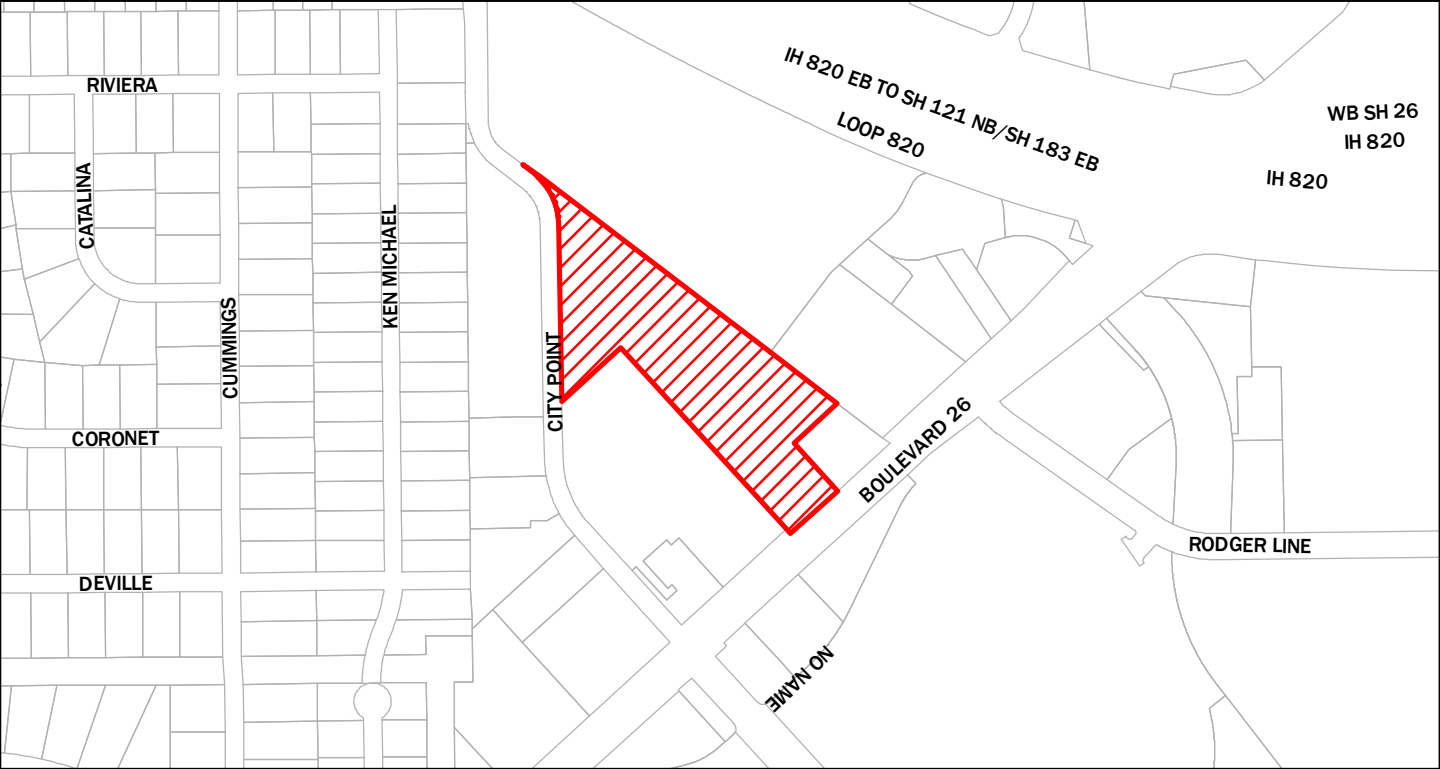 IH 820 EB TO SH 121 NB/SH 183 EB
RIVIERA
WB SH 26
LOOP 820
IH 820
IH 820
CATALINA
KEN MICHAEL
CUMMINGS
CITY POINT
BOULEVARD 26
CORONET
RODGER LINE
DEVILLE
NO NAME